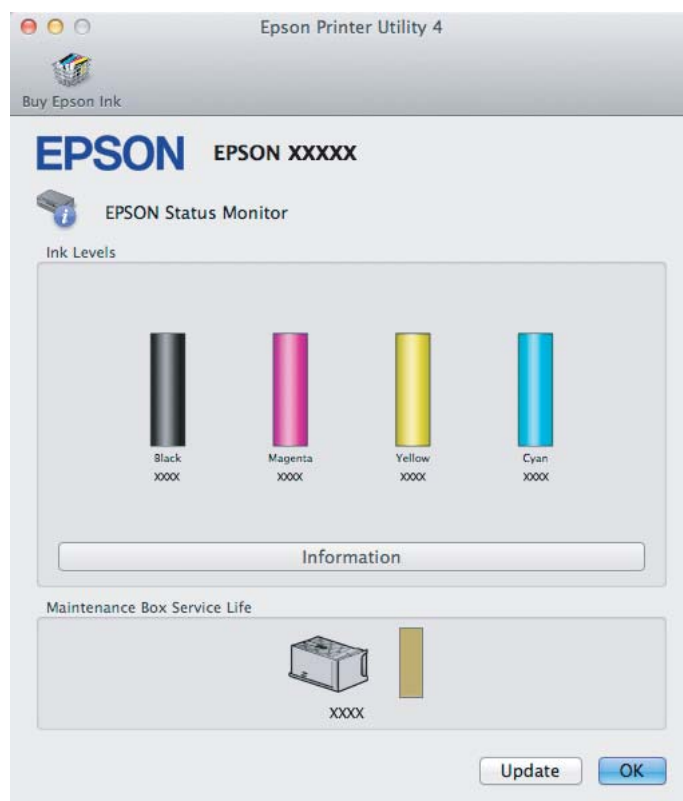 Epson Printer Utility 4
Buy Epson Ink
EPSON EPSON XXXXX
EPSON Status Monitor
Ink Levels
Black Magenta Yellow Cyan
XXXX XXXX XXXX XXXX
Information
Maintenance Box Service Life
XXXX
Update OK